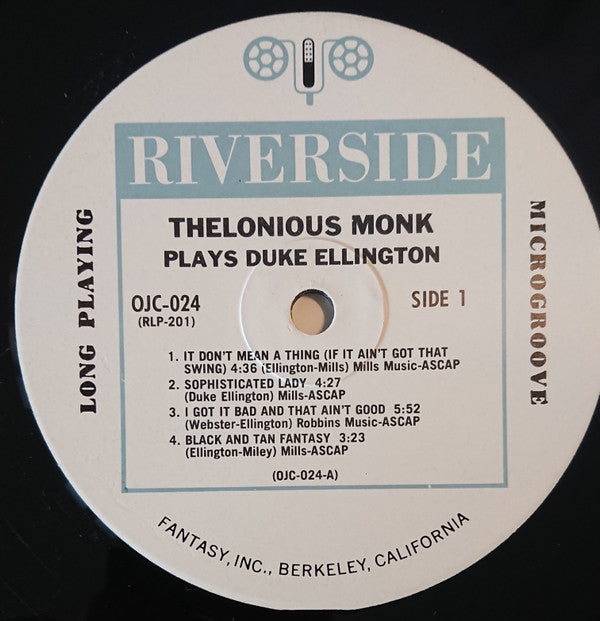 RIVERSIDE
THELONIOUS MONK
PLAYS DUKE ELLINGTON
OJC-024
(RLP-201)
SIDE 1
LONG PLAYING
MICROGROOVE
1. IT DON'T MEAN A THING (IF IT AIN'T GOT THAT
SWING) 4:36 (Ellington-Mills) Mills Music-ASCAP
2. SOPHISTICATED LADY 4:27
(Duke Ellington) Mills-ASCAP
3. I GOT IT BAD AND THAT AIN'T GOOD 5:52
(Webster-Ellington) Robbins Music-ASCAP
4. BLACK AND TAN FANTASY 3:23
(Ellington-Miley) Mills-ASCAP
(OJC-024-A)
FANTASY, INC., BERKELEY, CALIFORNIA